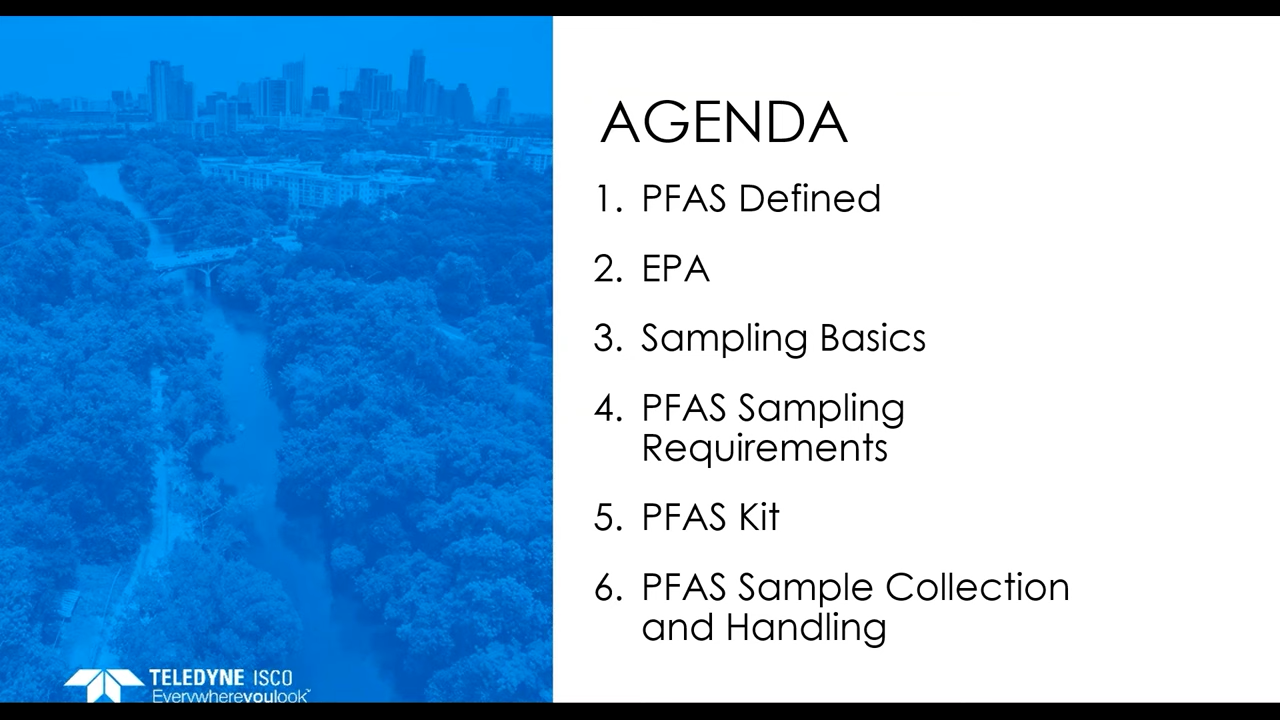 AGENDA
1. PFAS Defined
2. EPA
3. Sampling Basics
4. PFAS Sampling
Requirements
5. PFAS Kit
6. PFAS Sample Collection
and Handling
TELEDYNE ISCO
Everywhereyoulook™